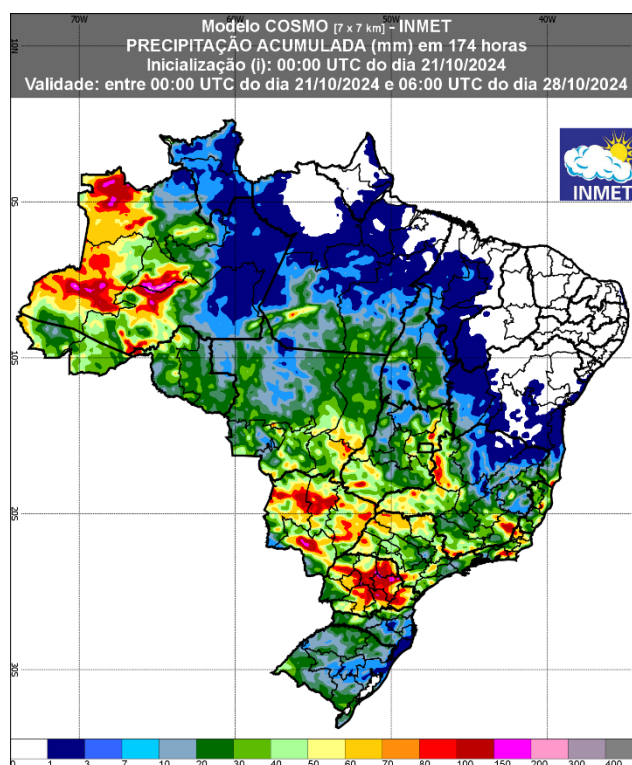 70W 60W 50W 40W
Modelo COSMO [7 x 7 km] - INMET
PRECIPITAÇÃO ACUMULADA (mm) em 174 horas
Inicialização (i): 00:00 UTC do dia 21/10/2024
Validade: entre 00:00 UTC do dia 21/10/2024 e 06:00 UTC do dia 28/10/2024
10N
INMET
10S
20S
30S
0 1 3 7 10 20 30 40 50 60 70 80 100 150 200 300 400